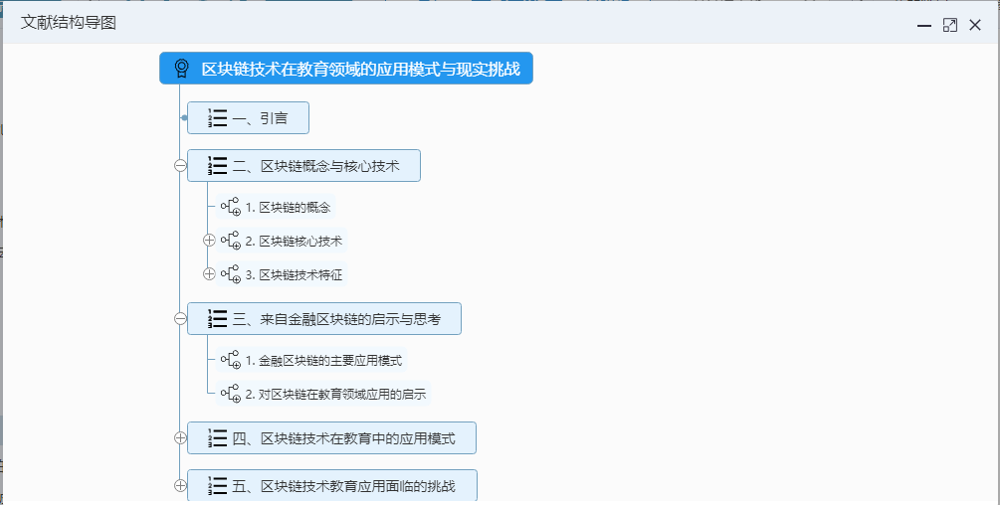 文献结构导图
区块链技术在教育领域的应用模式与现实挑战
一、引言
二、区块链概念与核心技术
1. 区块链的概念
2. 区块链核心技术
3. 区块链技术特征
三、来自金融区块链的启示与思考
1. 金融区块链的主要应用模式
2. 对区块链在教育领域应用的启示
四、区块链技术在教育中的应用模式
五、区块链技术教育应用面临的挑战